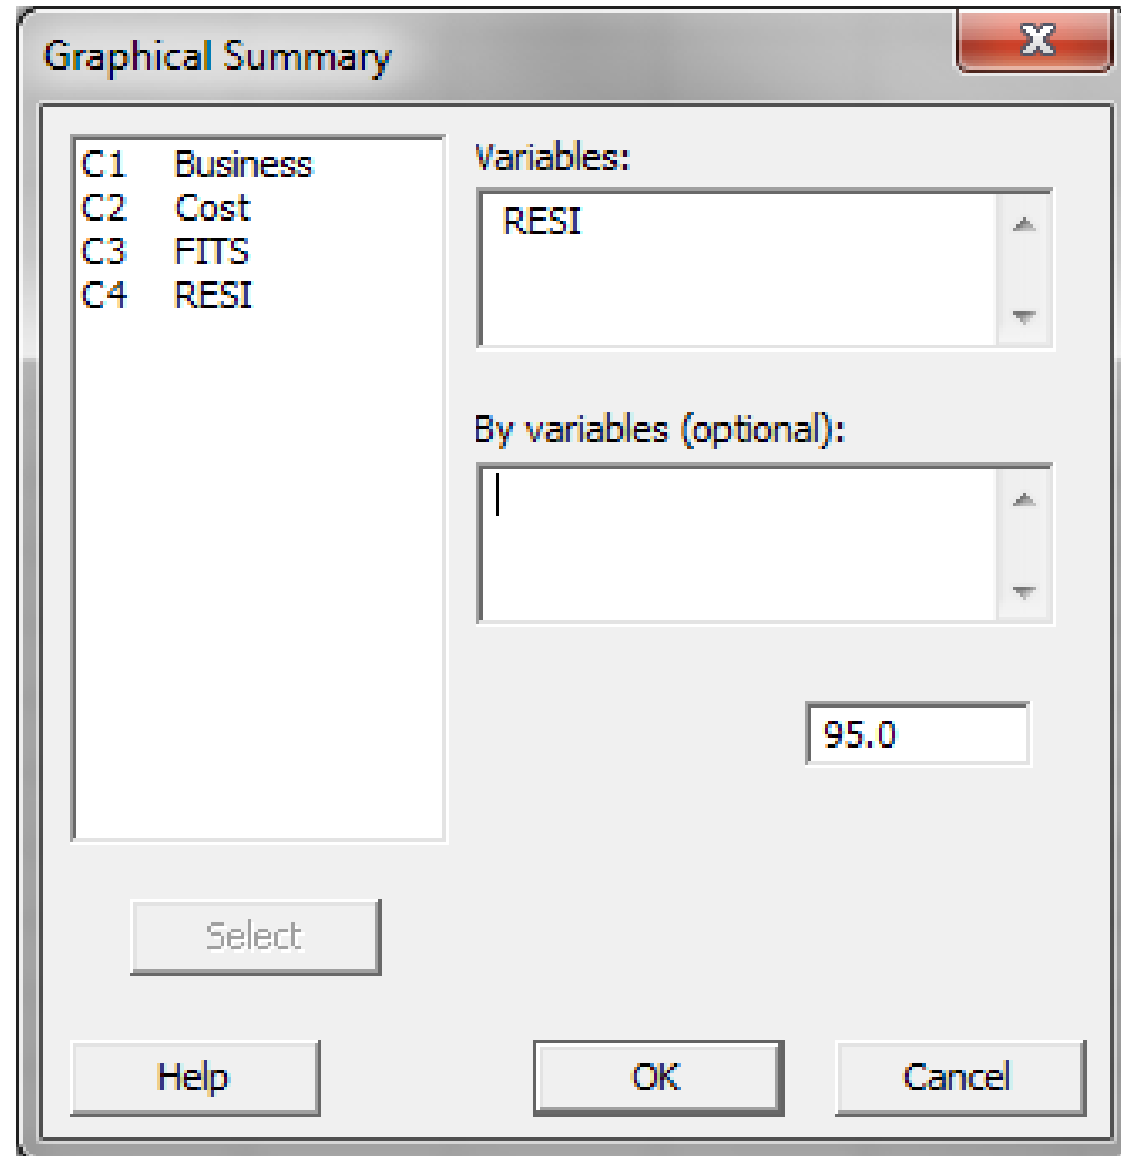 Graphical Summary
C1 Business
C2 Cost
C3 FITS
C4 RESI
Variables:
RESI
By variables (optional):
95.0
Select
Help
OK
Cancel